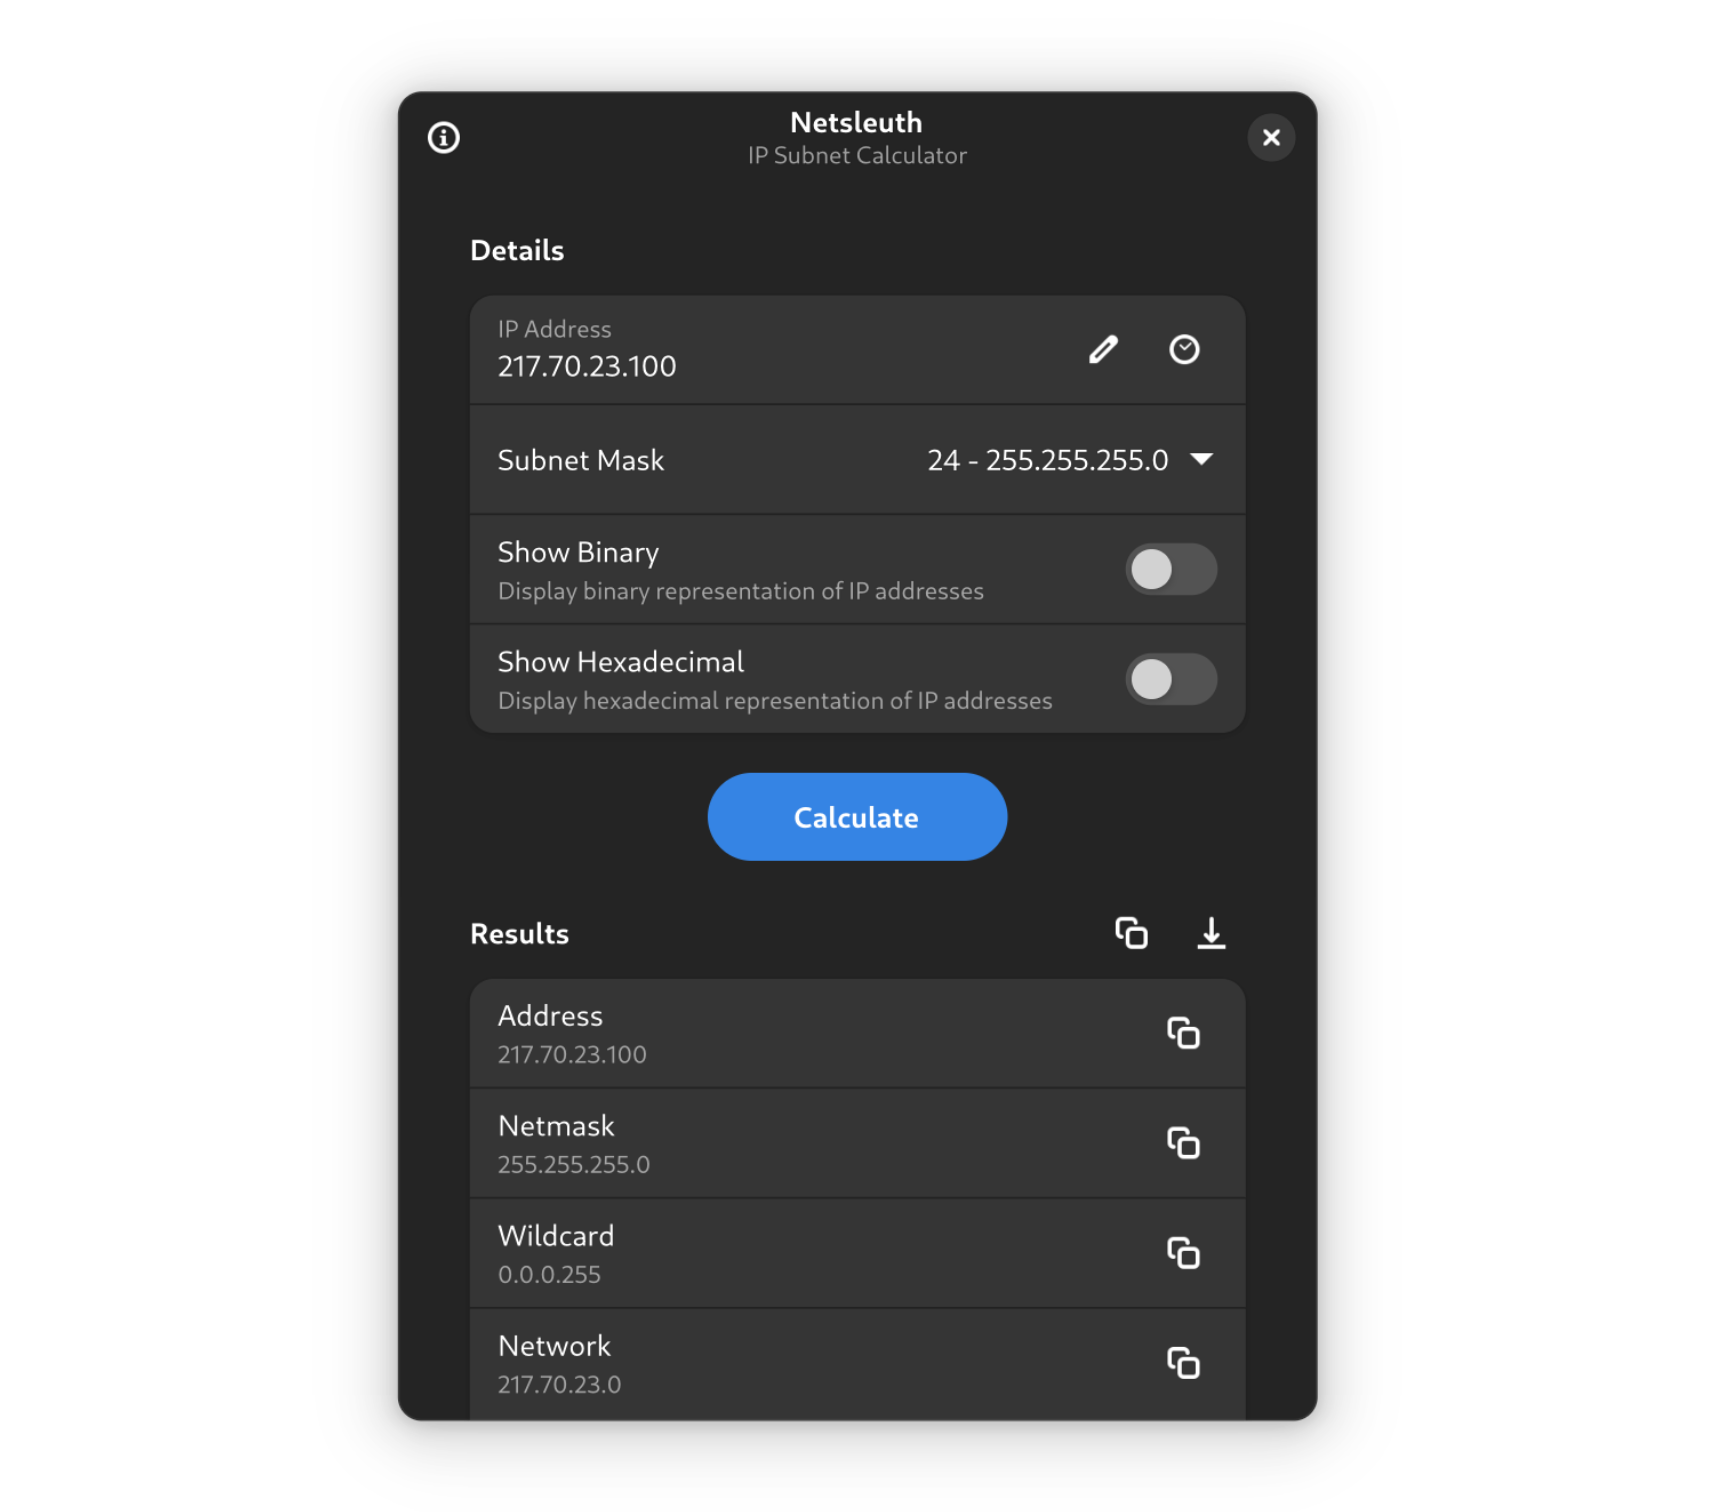 Netsleuth
IP Subnet Calculator
Details
IP Address
217.70.23.100
Subnet Mask
24 - 255.255.255.0
Show Binary
Display binary representation of IP addresses
Show Hexadecimal
Display hexadecimal representation of IP addresses
Calculate
Results
Address
217.70.23.100
Netmask
255.255.255.0
Wildcard
0.0.0.255
Network
217.70.23.0